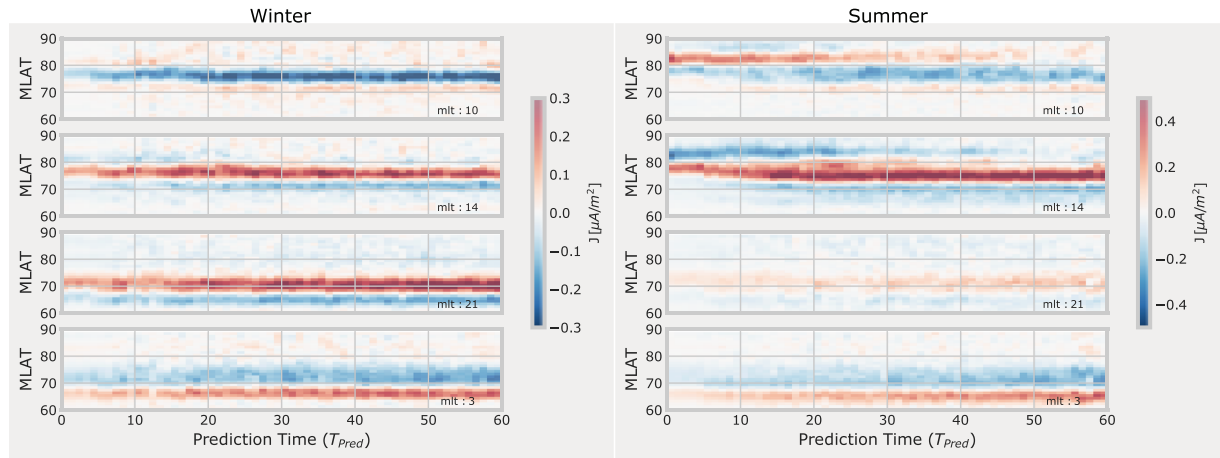 Winter
Summer
90
80
MLAT
70
60
mlt : 10
90
80
MLAT
70
60
mlt : 14
90
80
MLAT
70
60
mlt : 21
90
80
MLAT
70
60
mlt : 3
0 10 20 30 40 50 60
Prediction Time (T_Pred)
0.3
0.2
0.1
0.0
−0.1
−0.2
−0.3
J [μA/m²]
90
80
MLAT
70
60
mlt : 10
90
80
MLAT
70
60
mlt : 14
90
80
MLAT
70
60
mlt : 21
90
80
MLAT
70
60
mlt : 3
0 10 20 30 40 50 60
Prediction Time (T_Pred)
0.4
0.2
0.0
−0.2
−0.4
J [μA/m²]